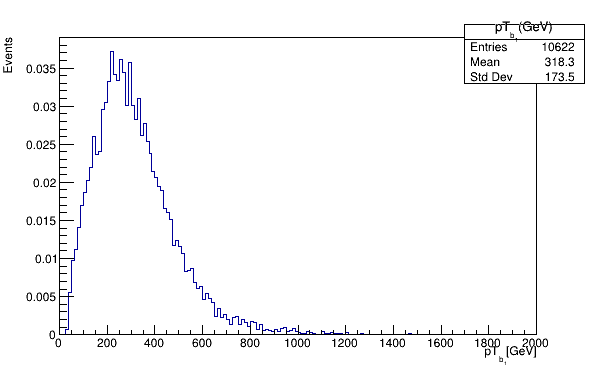 pT_b_1(GeV)
Entries 10622
Mean 318.3
Std Dev 173.5
Events
0.035
0.03
0.025
0.02
0.015
0.01
0.005
0
0 200 400 600 800 1000 1200 1400 1600 1800 2000
pT_b_1[GeV]